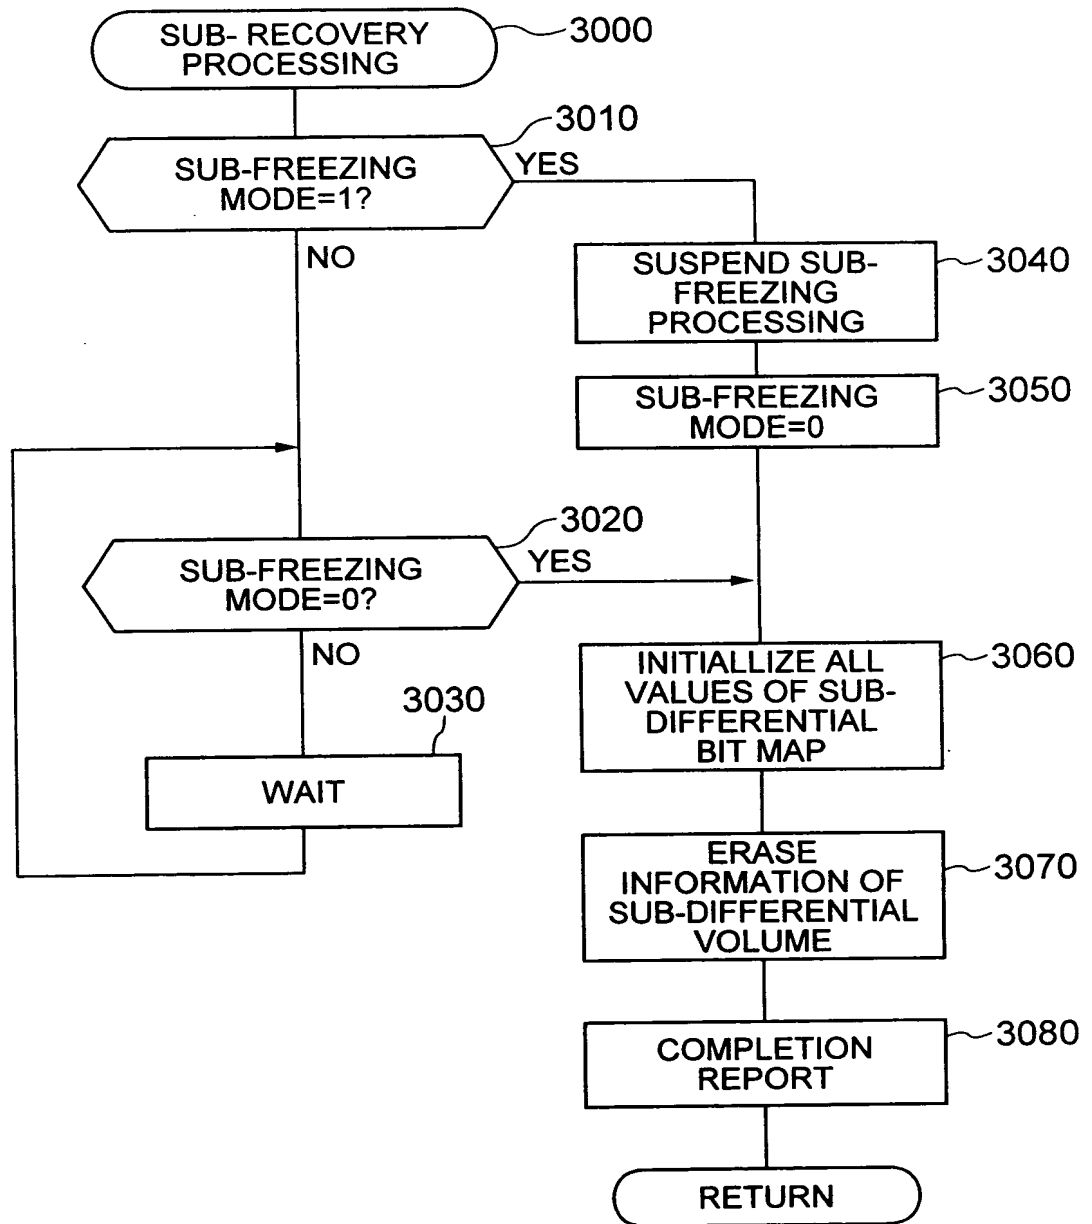 SUB- RECOVERY
PROCESSING
3000
3010
SUB-FREEZING
MODE=1?
YES
NO
SUSPEND SUB-
FREEZING
PROCESSING
3040
SUB-FREEZING
MODE=0
3050
3020
SUB-FREEZING
MODE=0?
YES
NO
3030
WAIT
INITIALLIZE ALL
VALUES OF SUB-
DIFFERENTIAL
BIT MAP
3060
ERASE
INFORMATION OF
SUB-DIFFERENTIAL
VOLUME
3070
COMPLETION
REPORT
3080
RETURN